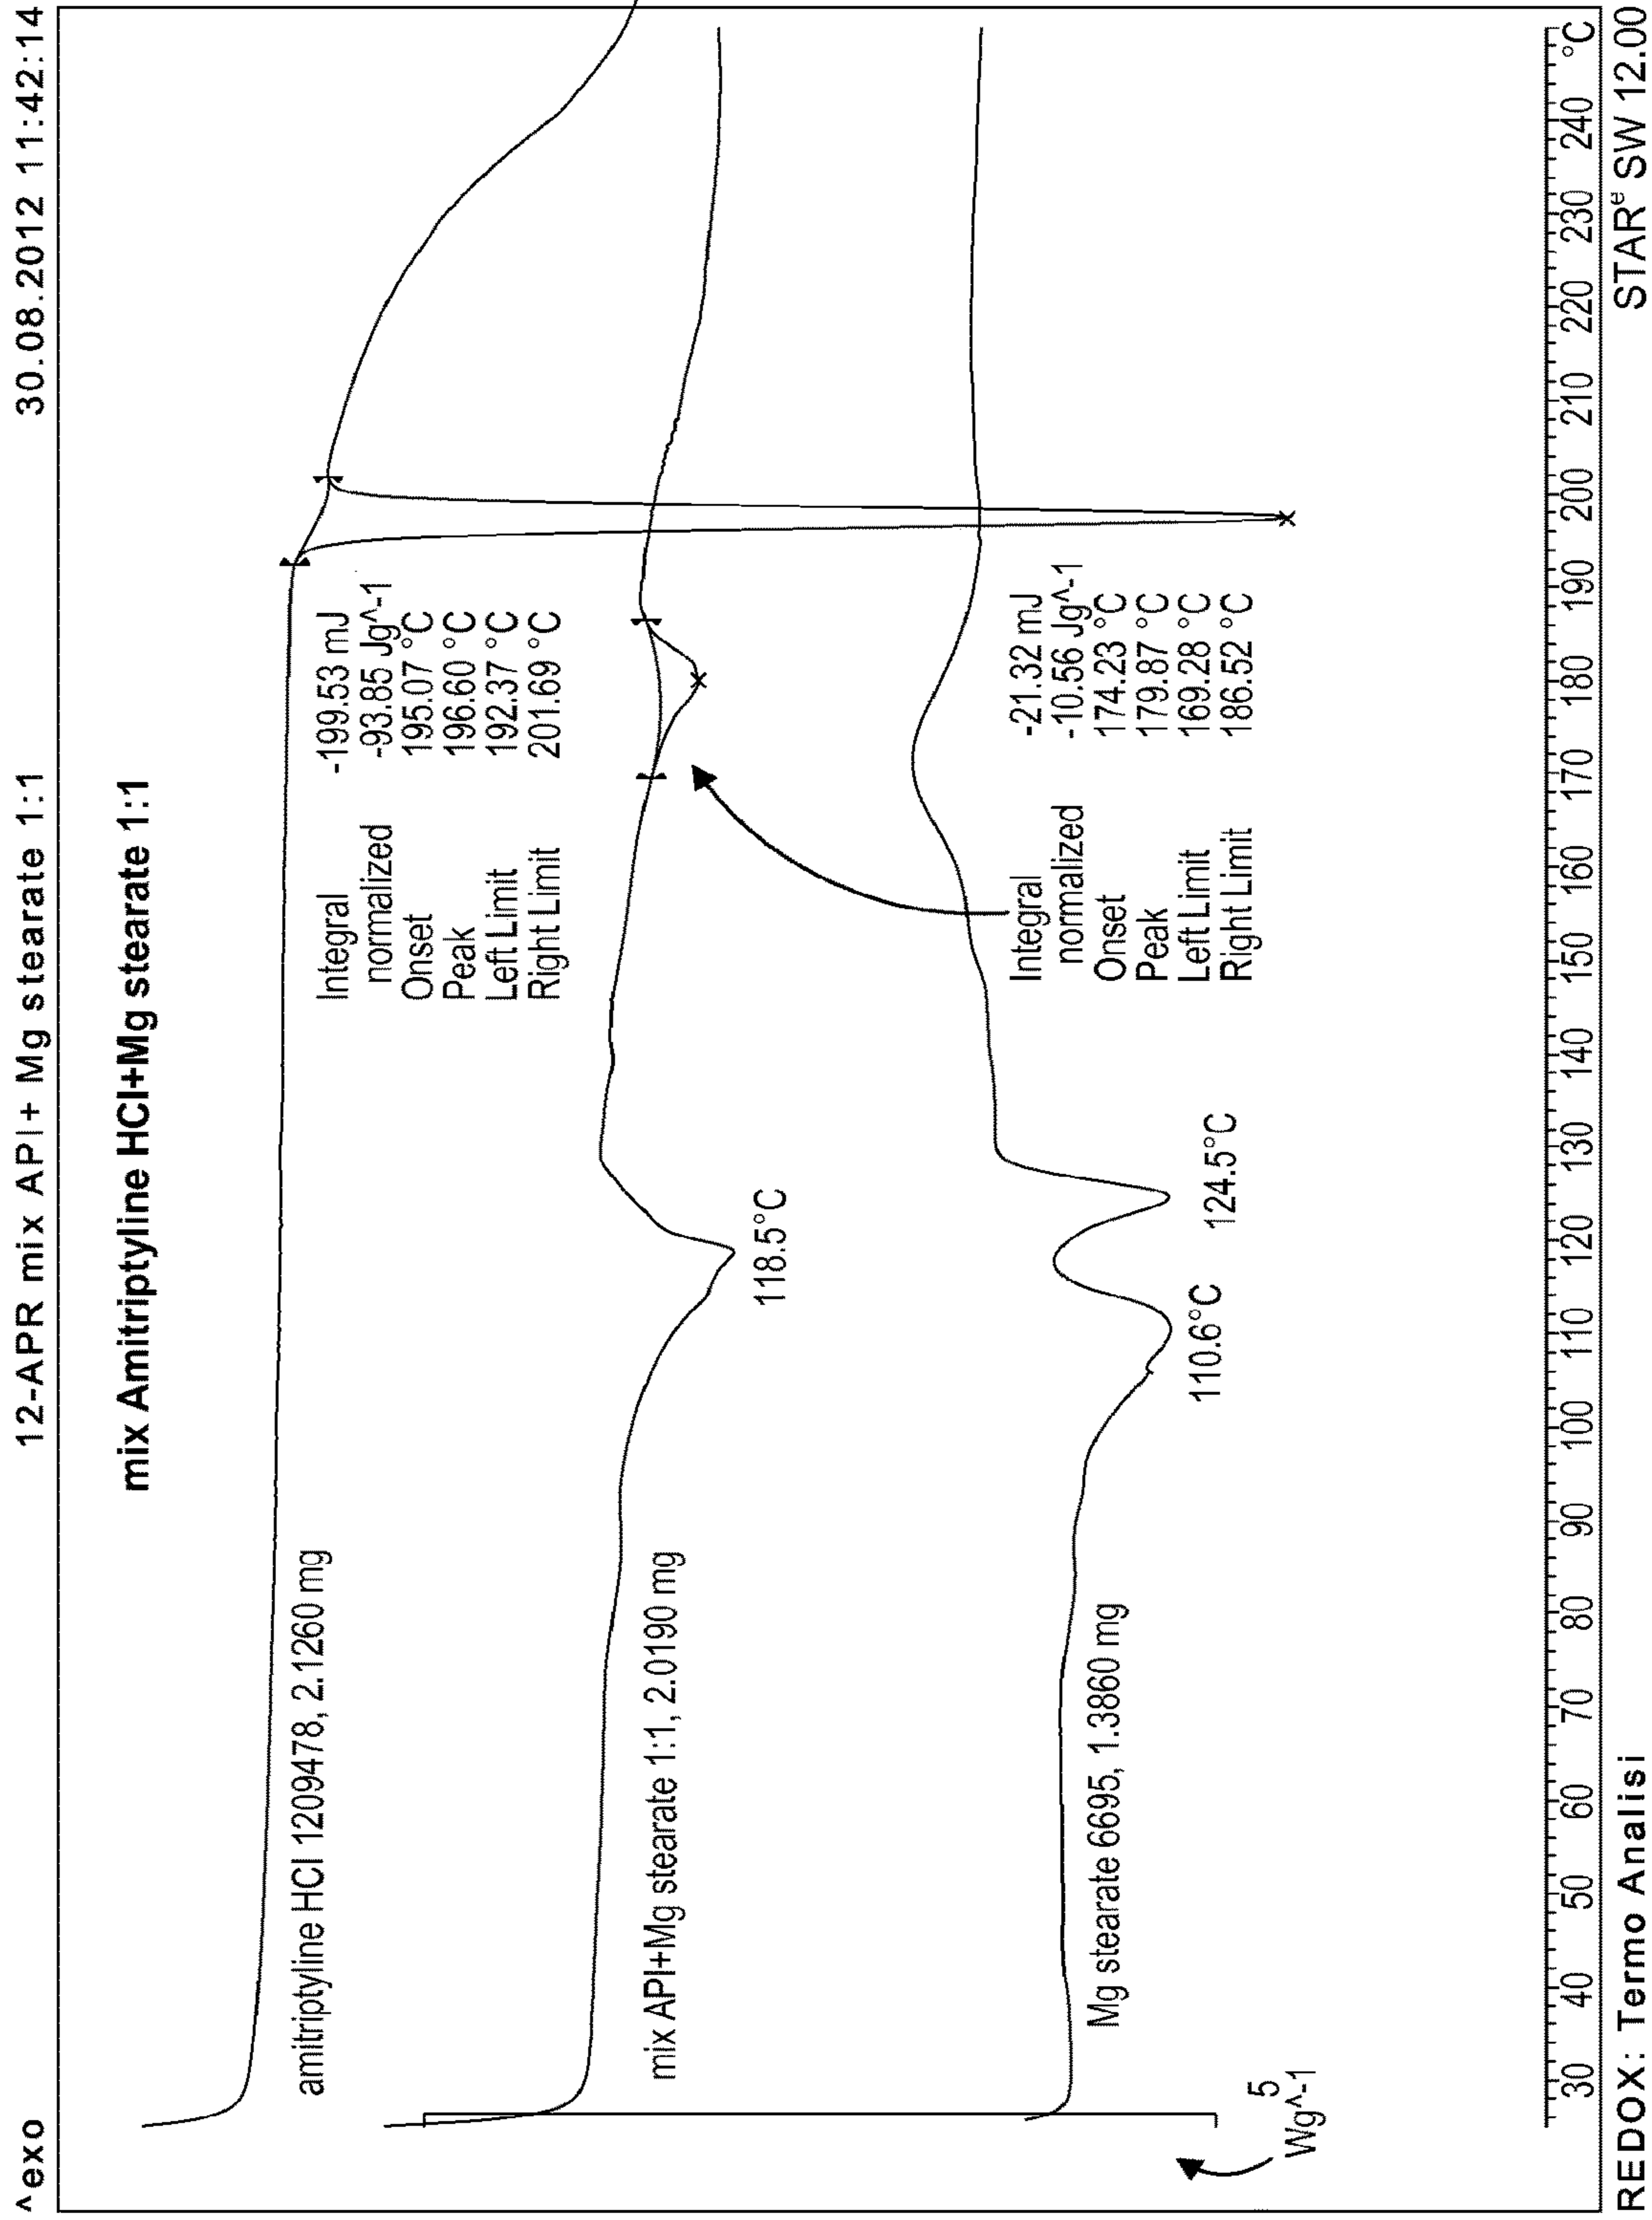 ^exo 12-APR mix API+ Mg stearate 1:1 30.08.2012 11:42:14
mix Amitriptyline HCl+Mg stearate 1:1
amitriptyline HCl 1209478, 2.1260 mg
Integral -199.53 mJ
normalized -93.85 Jg^-1
Onset 195.07 °C
Peak 196.60 °C
Left Limit 192.37 °C
Right Limit 201.69 °C
mix API+Mg stearate 1:1, 2.0190 mg
118.5°C
Integral -21.32 mJ
normalized -10.56 Jg^-1
Onset 174.23 °C
Peak 179.87 °C
Left Limit 169.28 °C
Right Limit 186.52 °C
Mg stearate 6695, 1.3860 mg
110.6°C
124.5°C
5
Wg^-1
30 40 50 60 70 80 90 100 110 120 130 140 150 160 170 180 190 200 210 220 230 240 °C
REDOX: Termo Analisi STARe SW 12.00